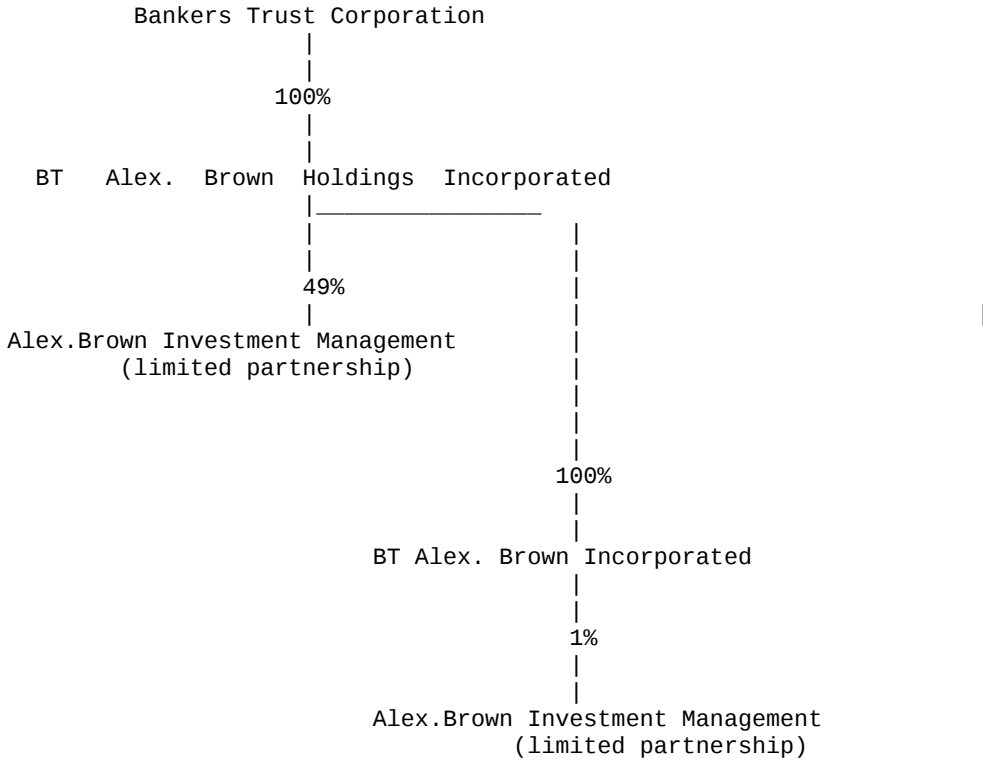 Bankers Trust Corporation
100%
BT Alex. Brown Holdings Incorporated
49%
Alex.Brown Investment Management
(limited partnership)
100%
BT Alex. Brown Incorporated
1%
Alex.Brown Investment Management
(limited partnership)